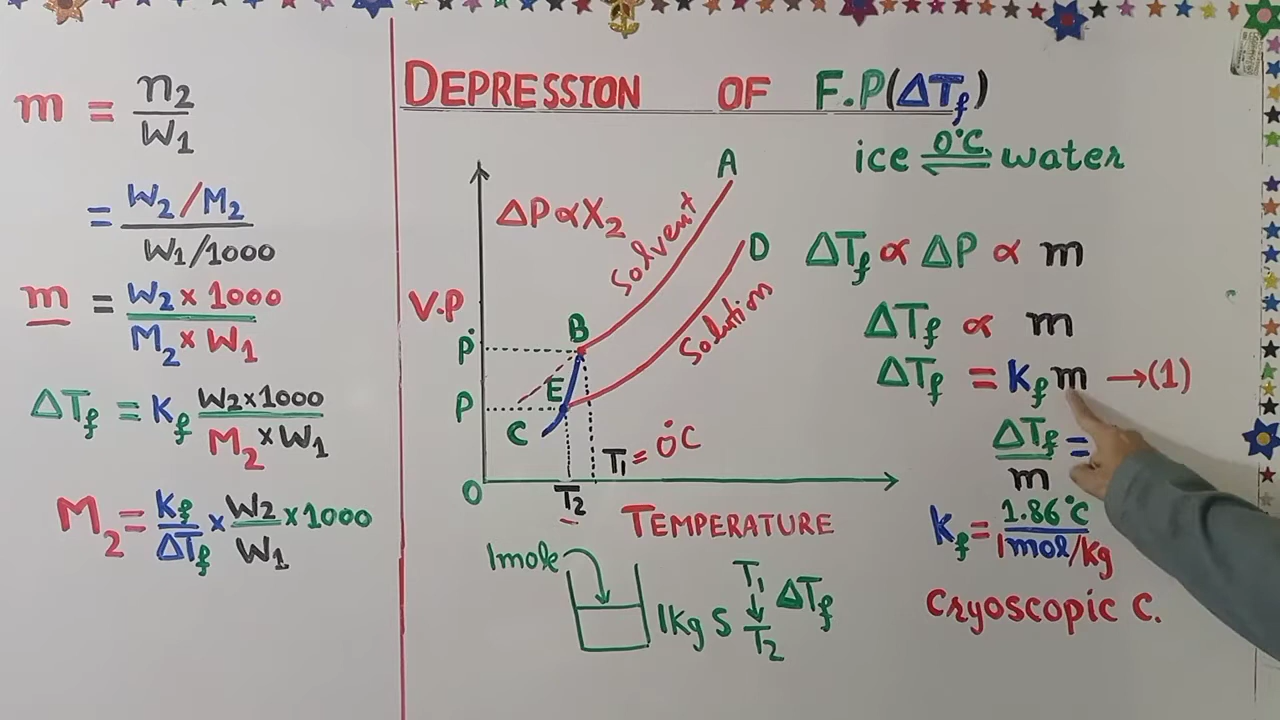 m = n₂ / W₁
= W₂/M₂ / W₁/1000
m = W₂ × 1000 / M₂ × W₁
ΔTf = Kf W₂ × 1000 / M₂ × W₁
M₂ = Kf / ΔTf × W₂ / W₁ × 1000
DEPRESSION OF F.P(ΔTf)
ice ⇌ 0°C water
A
ΔP ∝ X₂
Solvent
D
Solution
V.P
B
P°
E
P
C
T₁ = 0°C
O
T₂
TEMPERATURE
1mole
1Kg S
T₁ ↓ T₂ ΔTf
ΔTf ∝ ΔP ∝ m
ΔTf ∝ m
ΔTf = Kf m → (1)
ΔTf / m =
Kf = 1.86°C / 1mol/Kg
Cryoscopic C.